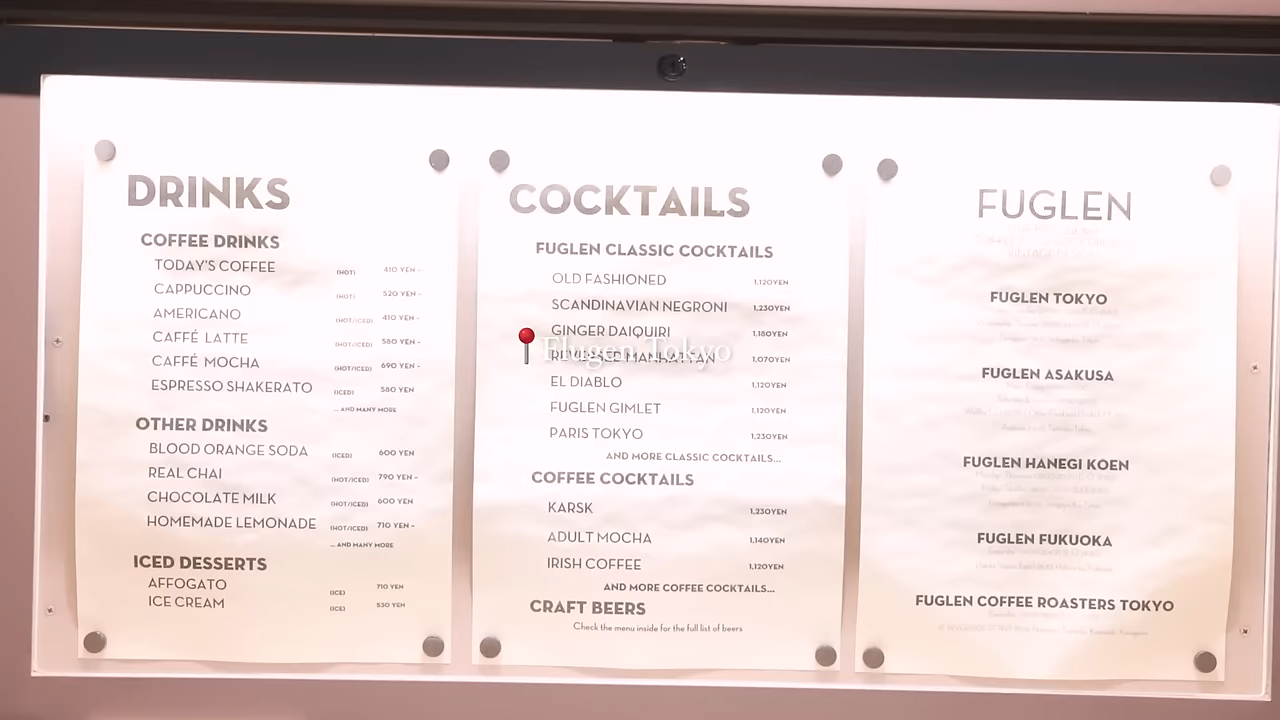 DRINKS
COFFEE DRINKS
TODAY'S COFFEE (HOT) 410 YEN~
CAPPUCCINO (HOT) 520 YEN~
AMERICANO (HOT/ICED) 410 YEN~
CAFFÉ LATTE (HOT/ICED) 580 YEN~
CAFFÉ MOCHA (HOT/ICED) 690 YEN~
ESPRESSO SHAKERATO (ICED) 580 YEN
... AND MANY MORE
OTHER DRINKS
BLOOD ORANGE SODA (ICED) 600 YEN
REAL CHAI (HOT/ICED) 790 YEN~
CHOCOLATE MILK (HOT/ICED) 600 YEN
HOMEMADE LEMONADE (HOT/ICED) 710 YEN~
... AND MANY MORE
ICED DESSERTS
AFFOGATO (ICE) 710 YEN
ICE CREAM (ICE) 530 YEN
COCKTAILS
FUGLEN CLASSIC COCKTAILS
OLD FASHIONED 1,120YEN
SCANDINAVIAN NEGRONI 1,230YEN
GINGER DAIQUIRI 1,180YEN
REVERSED MANHATTAN 1,070YEN
Flugen Tokyo
EL DIABLO 1,120YEN
FUGLEN GIMLET 1,120YEN
PARIS TOKYO 1,230YEN
AND MORE CLASSIC COCKTAILS...
COFFEE COCKTAILS
KARSK 1,230YEN
ADULT MOCHA 1,140YEN
IRISH COFFEE 1,120YEN
AND MORE COFFEE COCKTAILS...
CRAFT BEERS
Check the menu inside for the full list of beers
FUGLEN
FUGLEN TOKYO
FUGLEN ASAKUSA
FUGLEN HANEGI KOEN
FUGLEN FUKUOKA
FUGLEN COFFEE ROASTERS TOKYO